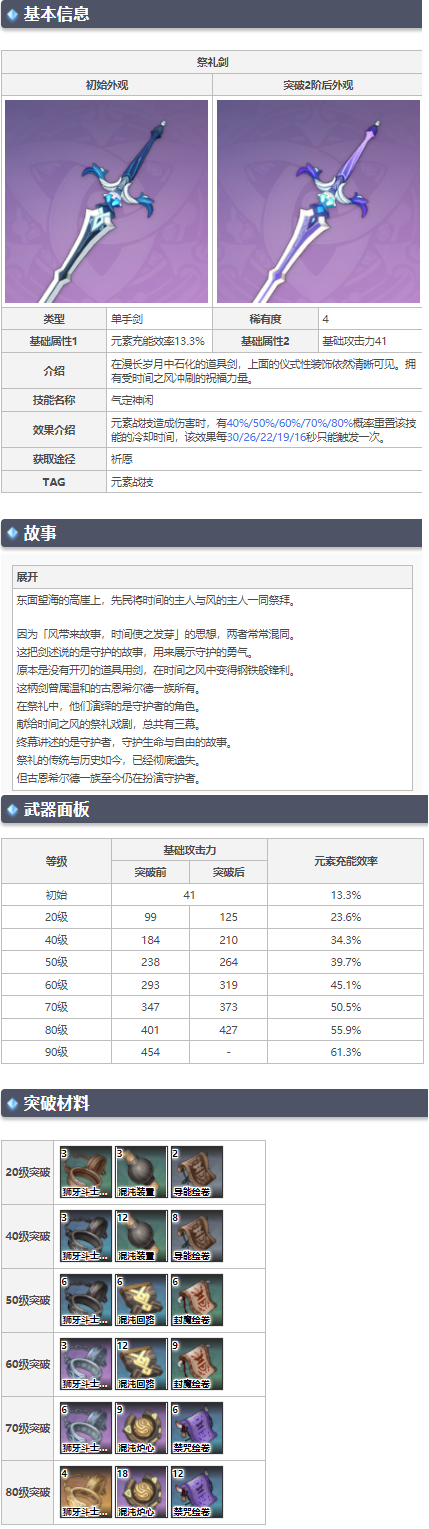 基本信息
祭礼剑
初始外观 突破2阶后外观
类型 单手剑 稀有度 4
基础属性1 元素充能效率13.3% 基础属性2 基础攻击力41
介绍 在漫长岁月中石化的道具剑，上面的仪式性装饰依然清晰可见。拥
有受时间之风冲刷的祝福力量。
技能名称 气定神闲
效果介绍 元素战技造成伤害时，有40%/50%/60%/70%/80%概率重置该技
能的冷却时间，该效果每30/26/22/19/16秒只能触发一次。
获取途径 祈愿
TAG 元素战技
故事
展开
东面望海的高崖上，先民将时间的主人与风的主人一同祭拜。
因为「风带来故事，时间使之发芽」的思想，两者常常混同。
这把剑述说的是守护的故事，用来展示守护的勇气。
原本是没有开刃的道具用剑，在时间之风中变得钢铁般锋利。
这柄剑曾属温和的古恩希尔德一族所有。
在祭礼中，他们演绎的是守护者的角色。
献给时间之风的祭礼戏剧，总共有三幕。
终幕讲述的是守护者，守护生命与自由的故事。
祭礼的传统与历史如今，已经彻底遗失。
但古恩希尔德一族至今仍在扮演守护者。
武器面板
等级 基础攻击力 元素充能效率
突破前 突破后
初始 41 13.3%
20级 99 125 23.6%
40级 184 210 34.3%
50级 238 264 39.7%
60级 293 319 45.1%
70级 347 373 50.5%
80级 401 427 55.9%
90级 454 - 61.3%
突破材料
20级突破 3 狮牙斗士... 3 混沌装置 2 导能绘卷
40级突破 3 狮牙斗士... 12 混沌装置 8 导能绘卷
50级突破 6 狮牙斗士... 6 混沌回路 6 封魔绘卷
60级突破 3 狮牙斗士... 12 混沌回路 9 封魔绘卷
70级突破 6 狮牙斗士... 9 混沌炉心 6 禁咒绘卷
80级突破 4 狮牙斗士... 18 混沌炉心 12 禁咒绘卷